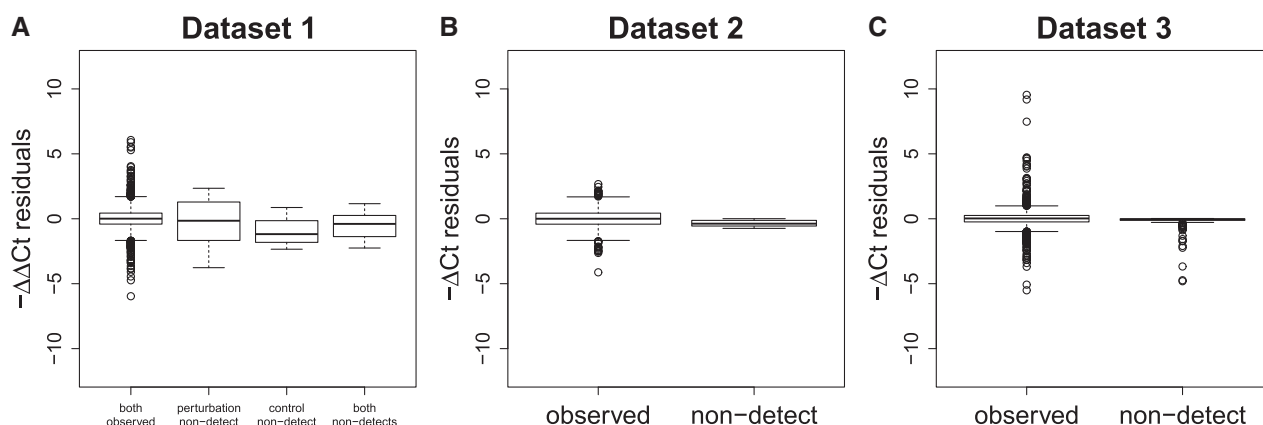 A
Dataset 1
−ΔΔCt residuals
10
5
0
−5
−10
both observed
perturbation non−detect
control non−detect
both non−detects
B
Dataset 2
−ΔCt residuals
10
5
0
−5
−10
observed
non−detect
C
Dataset 3
−ΔCt residuals
10
5
0
−5
−10
observed
non−detect